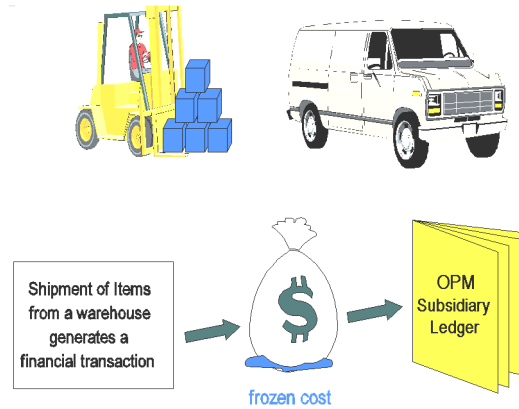 Shipment of Items
from a warehouse
generates a
financial transaction
$
frozen cost
OPM
Subsidiary
Ledger